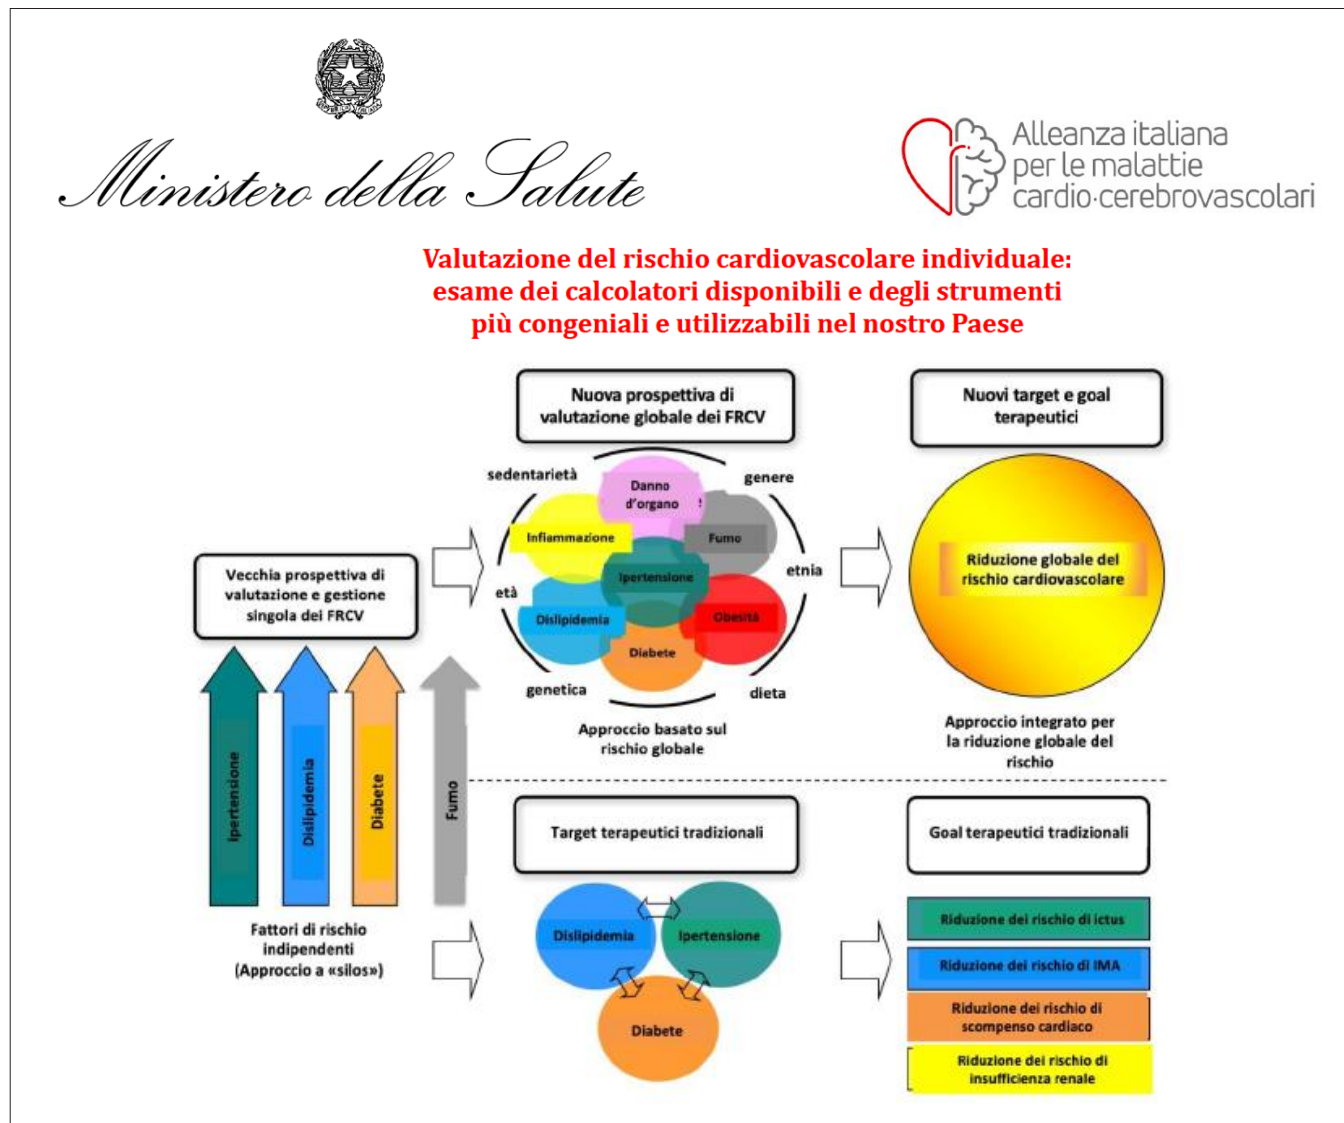 Ministero della Salute
Alleanza italiana
per le malattie
cardio·cerebrovascolari
Valutazione del rischio cardiovascolare individuale:
esame dei calcolatori disponibili e degli strumenti
più congeniali e utilizzabili nel nostro Paese
Nuova prospettiva di
valutazione globale dei FRCV
Nuovi target e goal
terapeutici
sedentarietà
genere
Danno
d'organo
Infiammazione
Fumo
Ipertensione
etnia
età
Dislipidemia
Obesità
Diabete
genetica
dieta
Riduzione globale del
rischio cardiovascolare
Vecchia prospettiva di
valutazione e gestione
singola dei FRCV
Approccio basato sul
rischio globale
Approccio integrato per
la riduzione globale del
rischio
Ipertensione
Dislipidemia
Diabete
Fumo
Fattori di rischio
indipendenti
(Approccio a «silos»)
Target terapeutici tradizionali
Goal terapeutici tradizionali
Dislipidemia
Ipertensione
Diabete
Riduzione dei rischio di ictus
Riduzione dei rischio di IMA
Riduzione dei rischio di
scompenso cardiaco
Riduzione dei rischio di
insufficienza renale